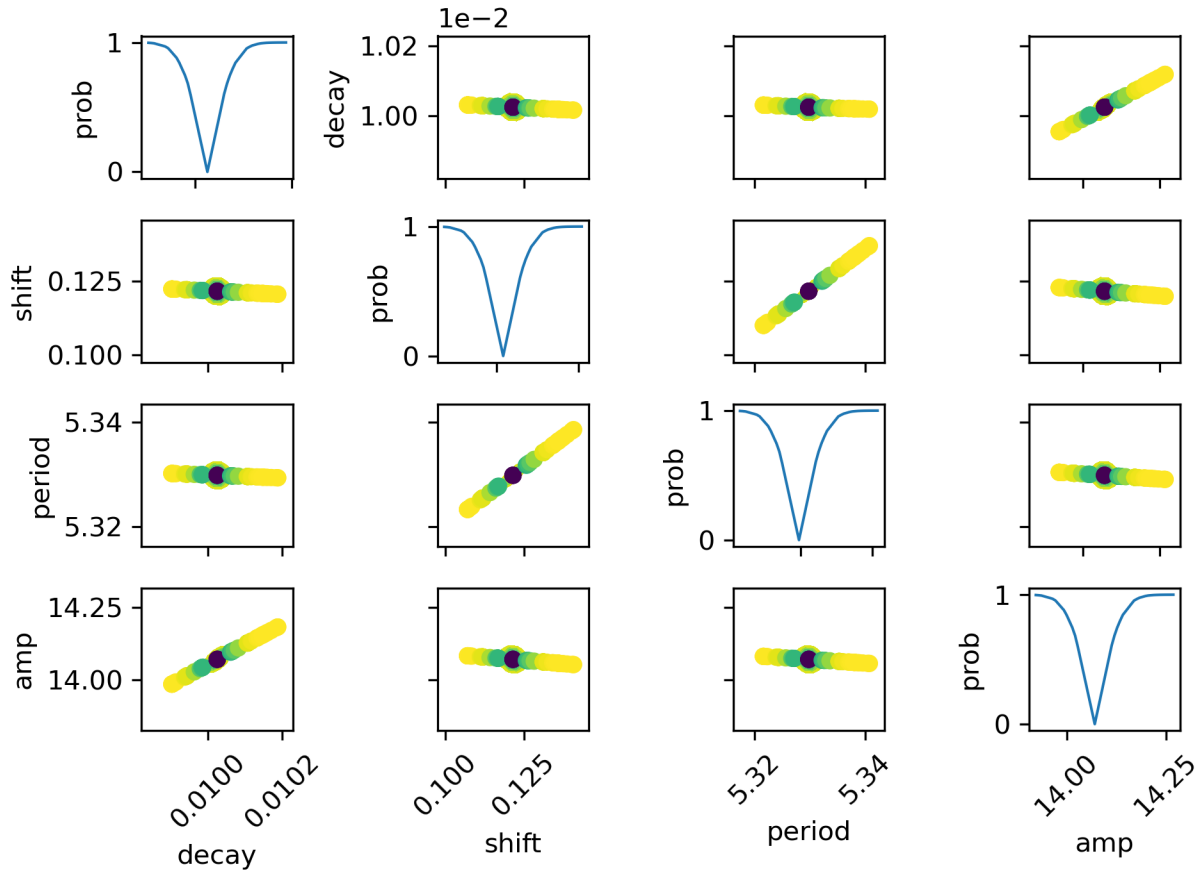 1e−2
1
prob
0
decay
1.02
1.00
shift
0.125
0.100
1
prob
0
period
5.34
5.32
1
prob
0
amp
14.25
14.00
1
prob
0
0.0100 0.0102 0.100 0.125 5.32 5.34 14.00 14.25
decay shift period amp